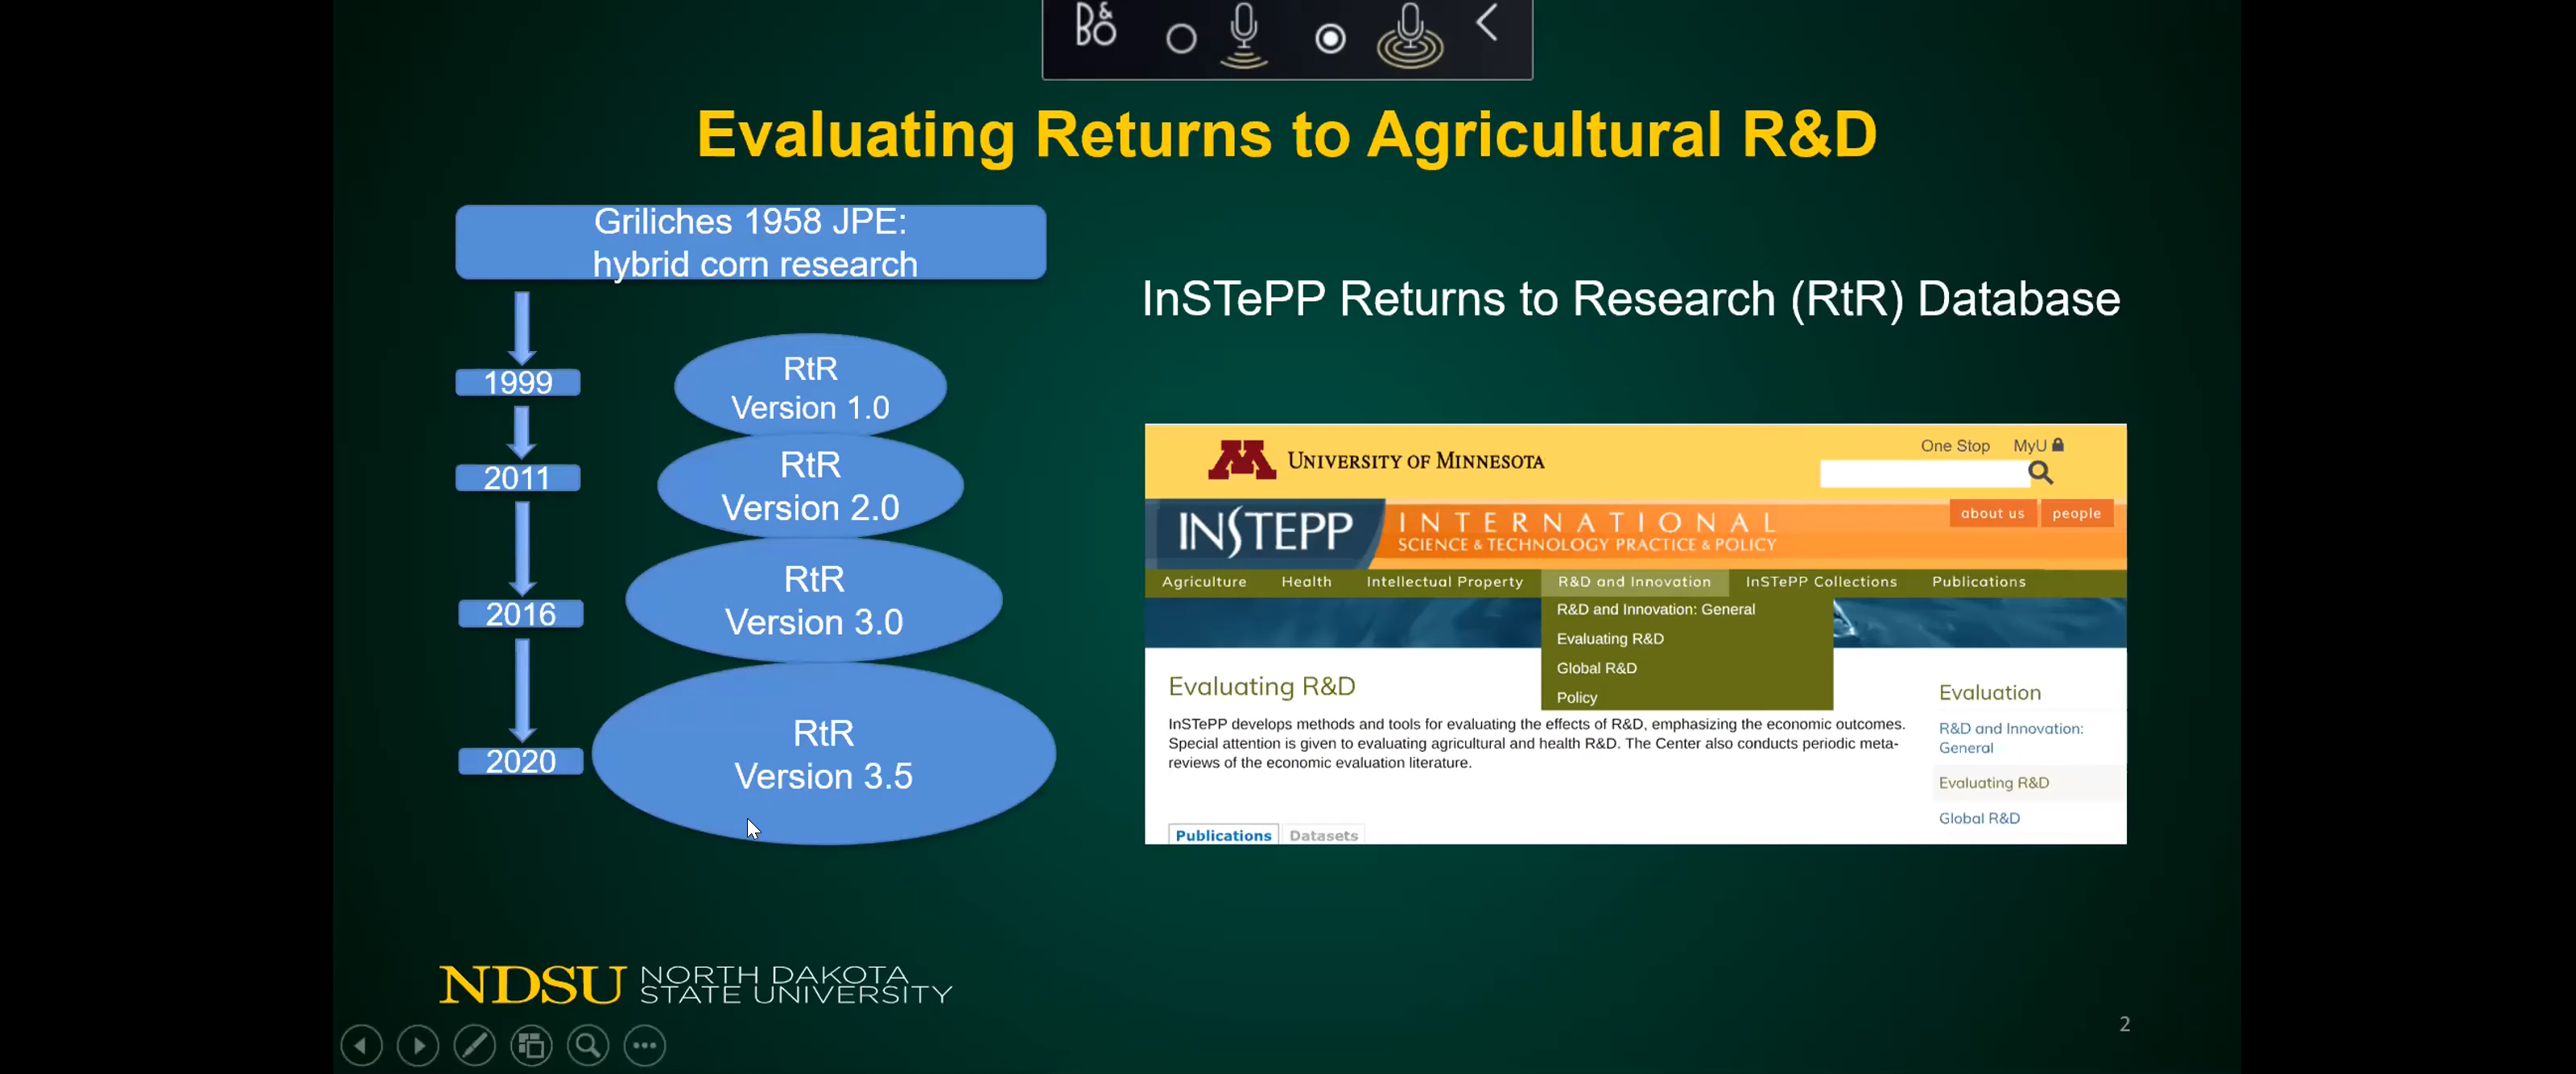 B&O
Evaluating Returns to Agricultural R&D
Griliches 1958 JPE:
hybrid corn research
1999
RtR
Version 1.0
2011
RtR
Version 2.0
2016
RtR
Version 3.0
2020
RtR
Version 3.5
InSTePP Returns to Research (RtR) Database
UNIVERSITY OF MINNESOTA
One Stop MyU
INSTEPP
INTERNATIONAL
SCIENCE & TECHNOLOGY PRACTICE & POLICY
about us people
Agriculture Health Intellectual Property R&D and Innovation InSTePP Collections Publications
R&D and Innovation: General
Evaluating R&D
Global R&D
Policy
Evaluating R&D
InSTePP develops methods and tools for evaluating the effects of R&D, emphasizing the economic outcomes.
Special attention is given to evaluating agricultural and health R&D. The Center also conducts periodic meta-
reviews of the economic evaluation literature.
Publications Datasets
Evaluation
R&D and Innovation:
General
Evaluating R&D
Global R&D
NDSU NORTH DAKOTA
STATE UNIVERSITY
2